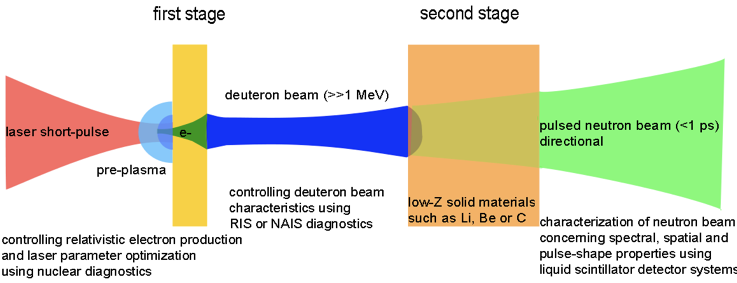 first stage
second stage
deuteron beam (>>1 MeV)
laser short-pulse
e-
pulsed neutron beam (<1 ps)
directional
pre-plasma
controlling deuteron beam
characteristics using
RIS or NAIS diagnostics
low-Z solid materials
such as Li, Be or C
controlling relativistic electron production
and laser parameter optimization
using nuclear diagnostics
characterization of neutron beam
concerning spectral, spatial and
pulse-shape properties using
liquid scintillator detector systems